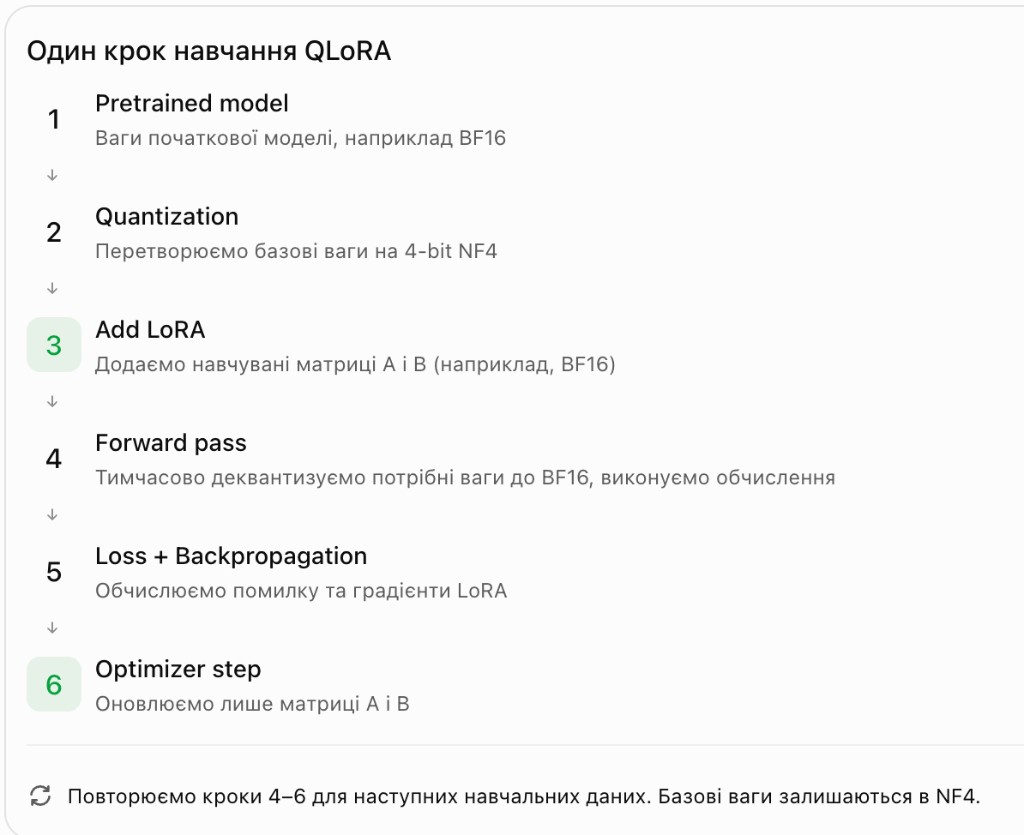 Один крок навчання QLoRA
1
Pretrained model
Ваги початкової моделі, наприклад BF16
↓
2
Quantization
Перетворюємо базові ваги на 4-bit NF4
↓
3
Add LoRA
Додаємо навчувані матриці A і B (наприклад, BF16)
↓
4
Forward pass
Тимчасово деквантизуємо потрібні ваги до BF16, виконуємо обчислення
↓
5
Loss + Backpropagation
Обчислюємо помилку та градієнти LoRA
↓
6
Optimizer step
Оновлюємо лише матриці A і B
Повторюємо кроки 4–6 для наступних навчальних даних. Базові ваги залишаються в NF4.